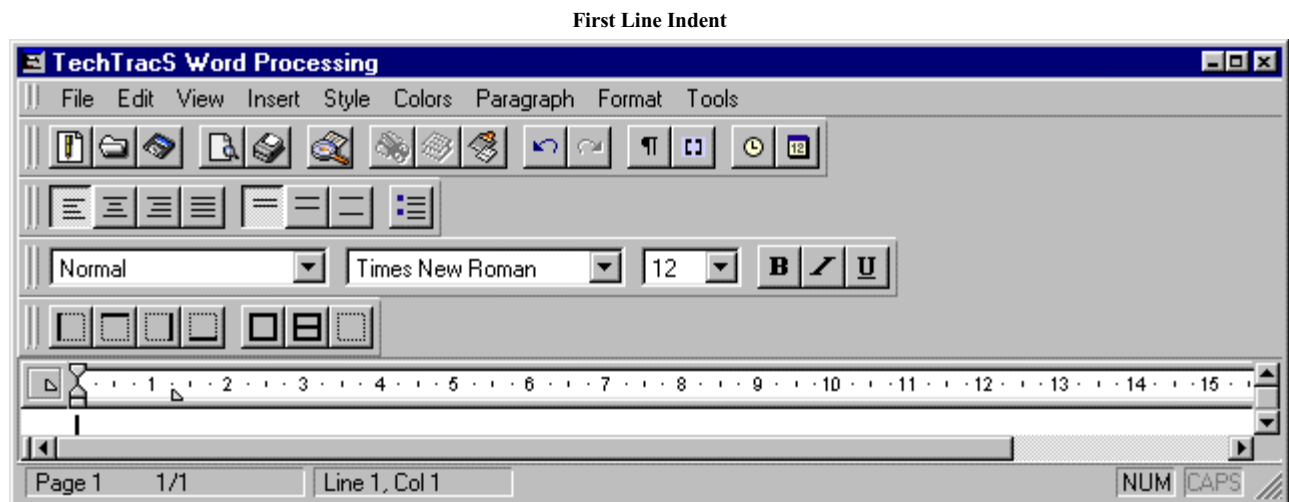 First Line Indent
TechTracS Word Processing
File Edit View Insert Style Colors Paragraph Format Tools
12
Normal Times New Roman 12 B I U
1 2 3 4 5 6 7 8 9 10 11 12 13 14 15
Page 1 1/1 Line 1, Col 1 NUM CAPS